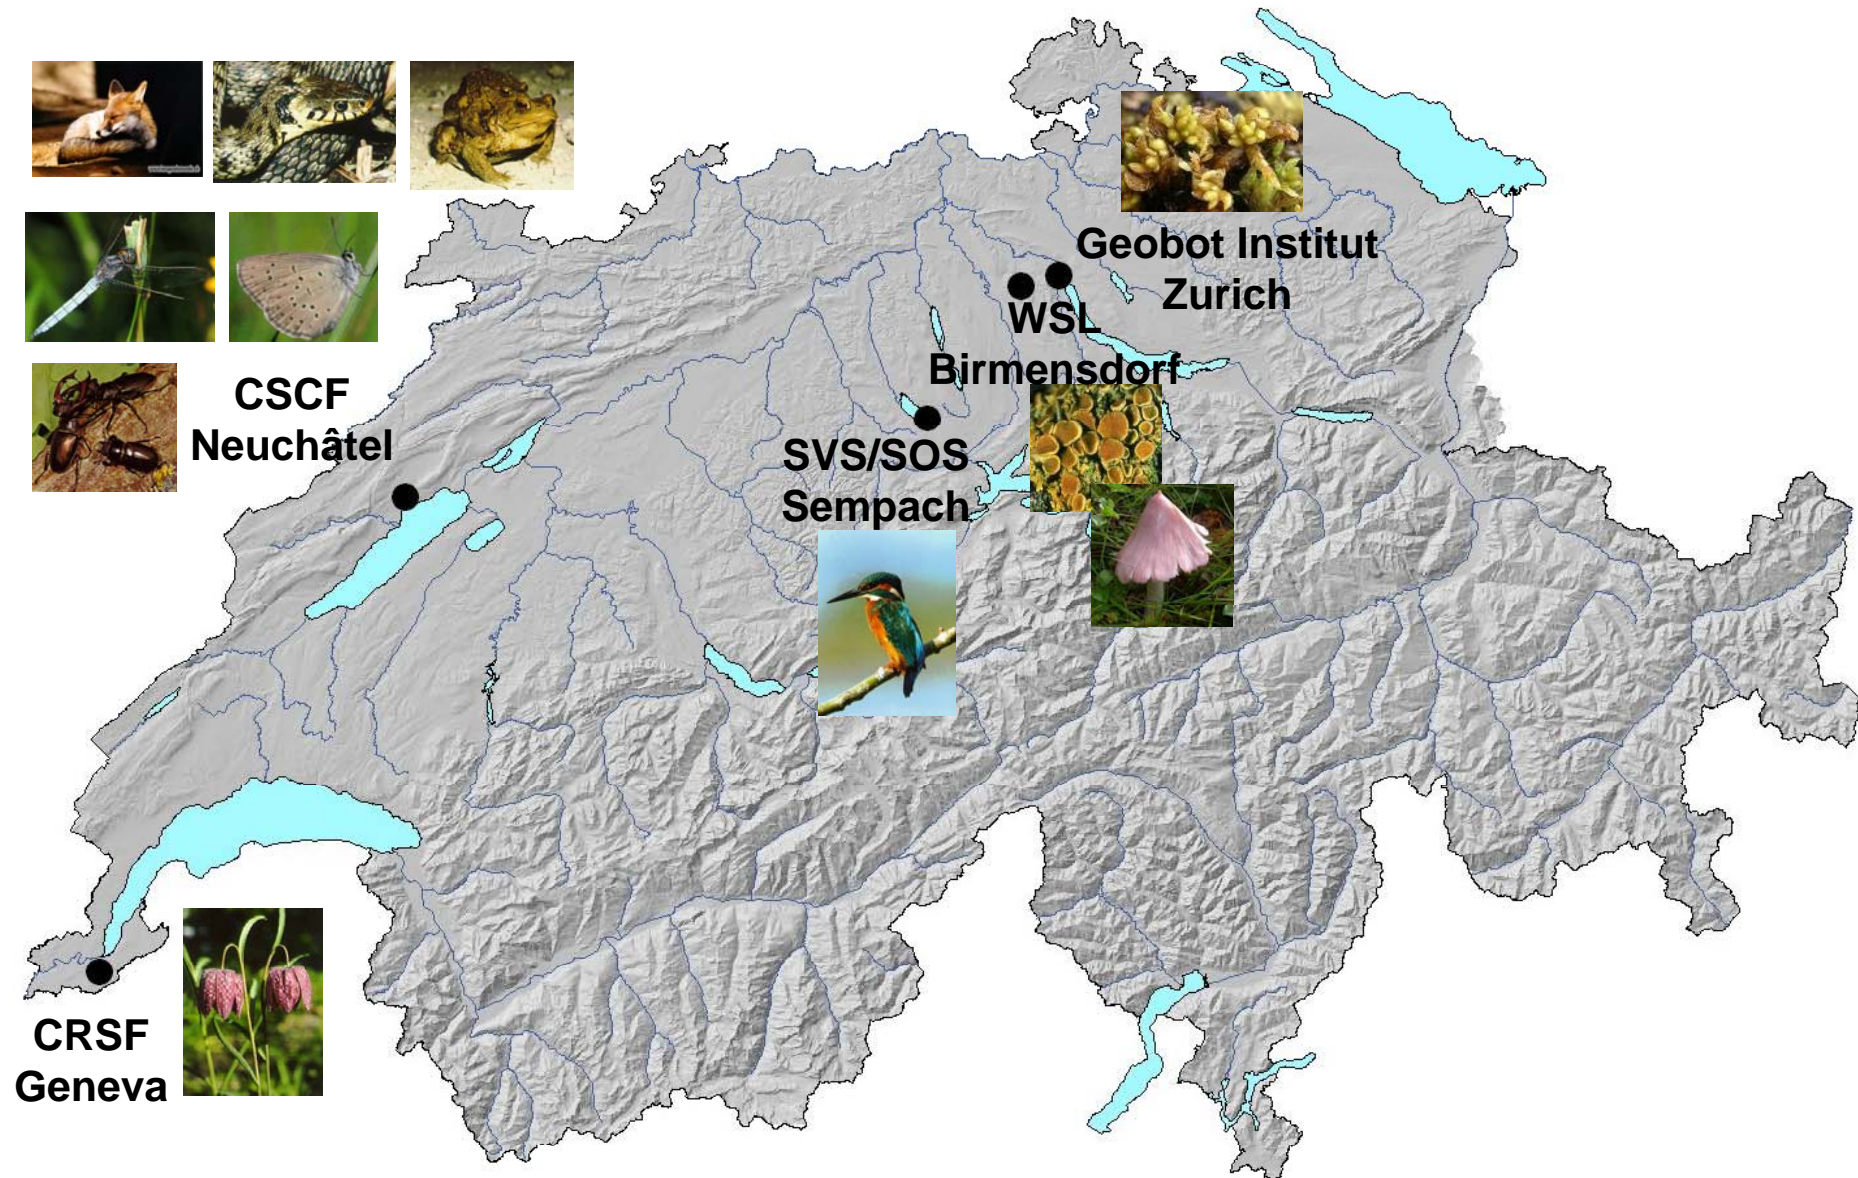 Geobot Institut
Zurich
WSL
Birmensdorf
CSCF
Neuchâtel
SVS/SOS
Sempach
CRSF
Geneva